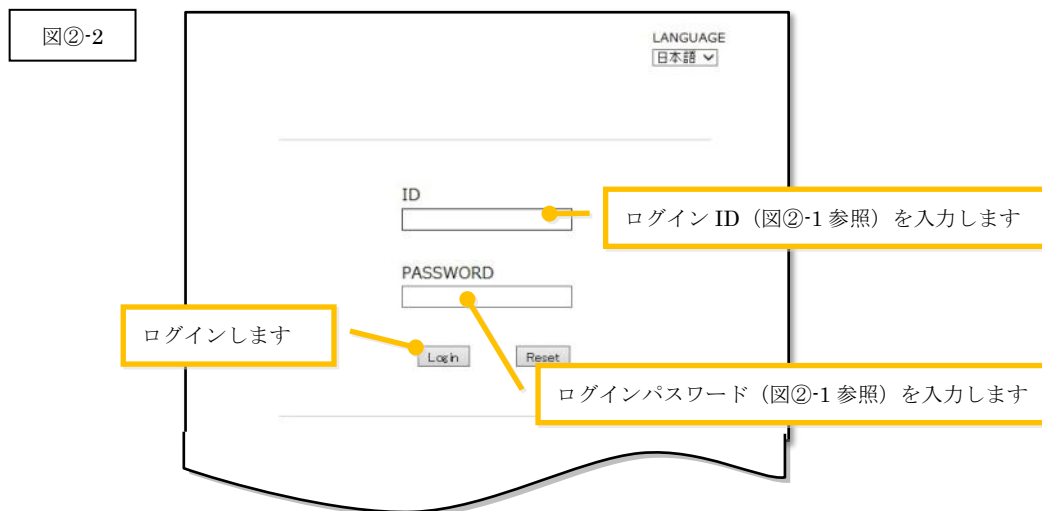 図②-2
LANGUAGE
日本語
ID
ログイン ID（図②-1 参照）を入力します
PASSWORD
ログインします
Login
Reset
ログインパスワード（図②-1 参照）を入力します